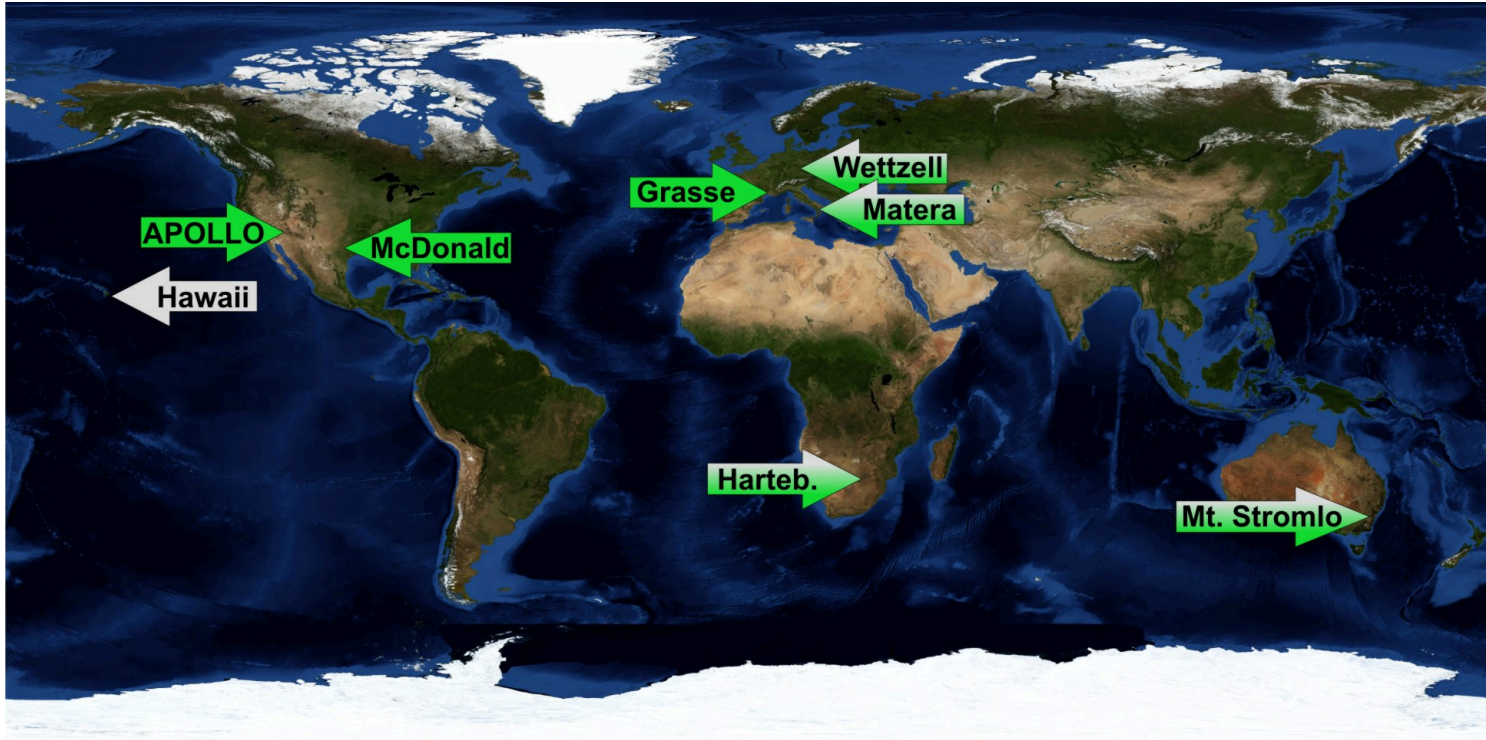 Wettzell
Grasse
Matera
APOLLO
McDonald
Hawaii
Harteb.
Mt. Stromlo